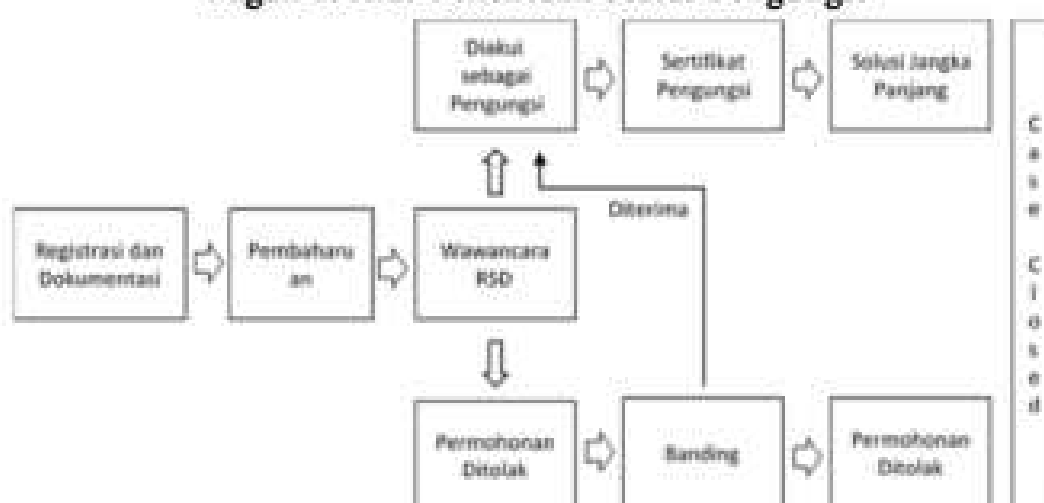 Diakui
sebagai
Pengungsi
Sertifikat
Pengungsi
Solusi Jangka
Panjang
Diterima
Registrasi dan
Dokumentasi
Pembaharu
an
Wawancara
RSD
Permohonan
Ditolak
Banding
Permohonan
Ditolak
C
a
s
e
C
l
o
s
e
d